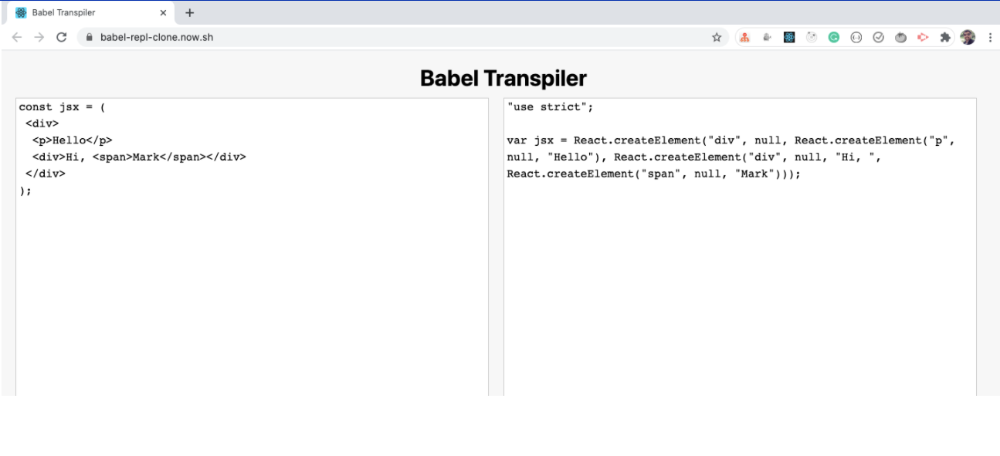 Babel Transpiler
babel-repl-clone.now.sh
Babel Transpiler
const jsx = (
 <div>
  <p>Hello</p>
  <div>Hi, <span>Mark</span></div>
 </div>
);
"use strict";
var jsx = React.createElement("div", null, React.createElement("p",
null, "Hello"), React.createElement("div", null, "Hi, ",
React.createElement("span", null, "Mark")));